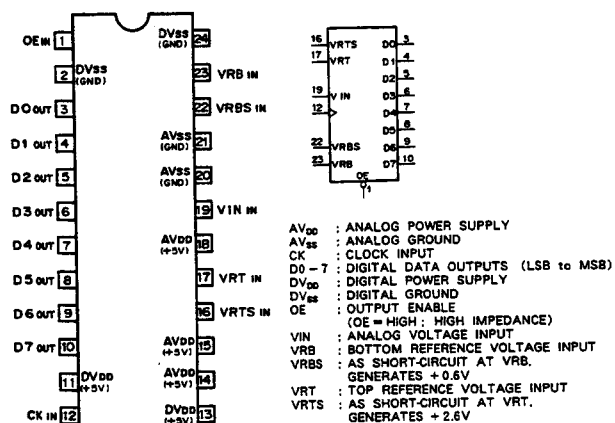 OE IN 1
2 DVSS (GND)
D0 OUT 3
D1 OUT 4
D2 OUT 5
D3 OUT 6
D4 OUT 7
D5 OUT 8
D6 OUT 9
D7 OUT 10
11 DVDD (+5V)
CK IN 12
DVSS (GND) 24
23 VRB IN
22 VRBS IN
AVSS (GND) 21
AVSS (GND) 20
19 VIN IN
AVDD (+5V) 18
17 VRT IN
16 VRTS IN
AVDD (+5V) 15
AVDD (+5V) 14
DVDD (+5V) 13
16 VRTS
17 VRT
19 V IN
12
22 VRBS
23 VRB
D0 3
D1 4
D2 5
D3 6
D4 7
D5 8
D6 9
D7 10
OE
1
AVDD : ANALOG POWER SUPPLY
AVSS : ANALOG GROUND
CK : CLOCK INPUT
D0 - 7 : DIGITAL DATA OUTPUTS (LSB to MSB)
DVDD : DIGITAL POWER SUPPLY
DVSS : DIGITAL GROUND
OE : OUTPUT ENABLE
(OE = HIGH : HIGH IMPEDANCE)
VIN : ANALOG VOLTAGE INPUT
VRB : BOTTOM REFERENCE VOLTAGE INPUT
VRBS : AS SHORT-CIRCUIT AT VRB,
GENERATES +0.6V
VRT : TOP REFERENCE VOLTAGE INPUT
VRTS : AS SHORT-CIRCUIT AT VRT,
GENERATES +2.6V